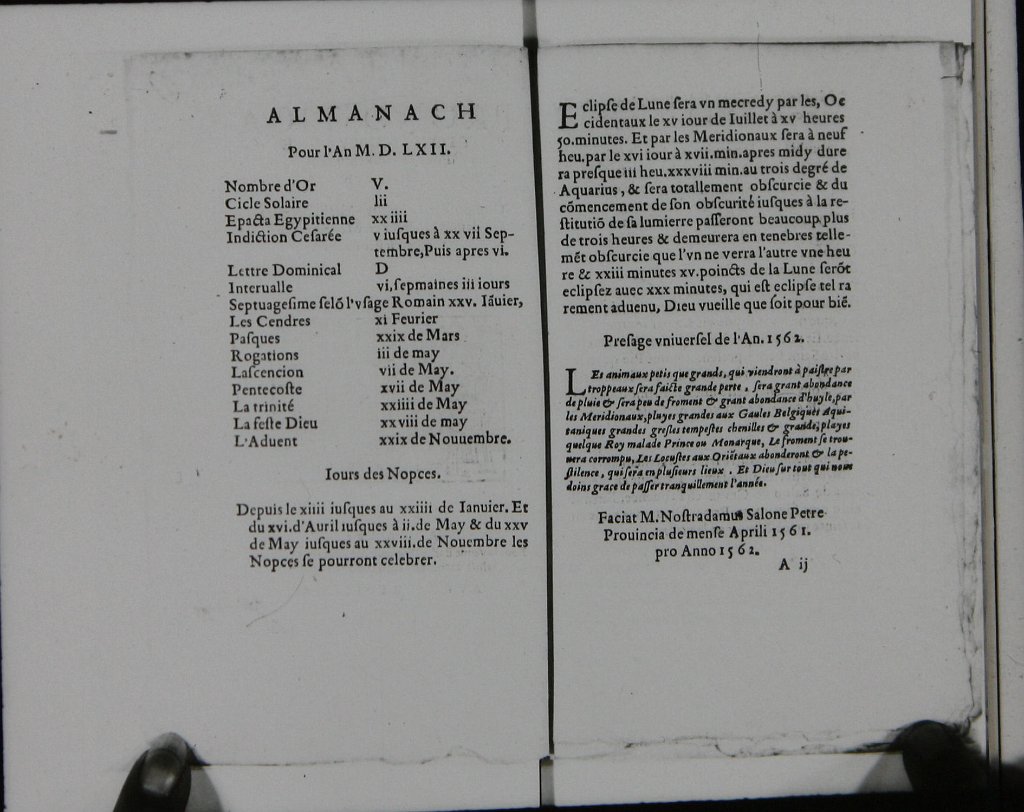 ALMANACH
Pour l'An M. D. LXII.
Nombre d'Or V.
Cicle Solaire lii
Epacta Egypitienne xx iiii
Indiction Cesarée v iuſques à xx vii Sep-
tembre, Puis apres vi.
Lettre Dominical D
Interualle vi, ſepmaines iii iours
Septuageſime ſelõ l'vſage Romain xxv. Iãuier,
Les Cendres xi Feurier
Paſques xxix de Mars
Rogations iii de may
Laſcencion vii de May.
Pentecoſte xvii de May
La trinité xxiiii de May
La feſte Dieu xx viii de may
L'Aduent xxix de Nouuembre.
Iours des Nopces.
Depuis le xiiii iuſques au xxiiii de Ianuier. Et
du xvi. d'Auril iuſques à ii. de May & du xxv
de May iuſques au xxviii. de Nouembre les
Nopces ſe pourront celebrer.
Eclipſe de Lune ſera vn mecredy par les, Oc
cidentaux le xv iour de Iuillet à xv heures
50. minutes. Et par les Meridionaux ſera à neuf
heu. par le xvi iour à xvii. min. apres midy dure
ra preſque iii heu. xxxviii min. au trois degré de
Aquarius, & ſera totallement obſcurcie & du
cõmencement de ſon obſcurité iuſques à la re-
ſtitutiõ de ſa lumierre paſſeront beaucoup plus
de trois heures & demeurera en tenebres telle-
mẽt obſcurcie que l'vn ne verra l'autre vne heu
re & xxiii minutes xv. poincts de la Lune ſerõt
eclipſez auec xxx minutes, qui eſt eclipſe tel ra
rement aduenu, Dieu vueille que ſoit pour biẽ.
Preſage vniuerſel de l'An. 1562.
Les animaux petis que grands, qui viendront à paiſtre par
troppeaux ſera faicte grande perte, ſera grant abondance
de pluie & ſera peu de froment & grant abondance d'huyle, par
les Meridionaux, pluyes grandes aux Gaules Belgiques Aqui-
taniques grandes greſles tempeſtes chenilles & grande, playes
quelque Roy malade Prince ou Monarque, Le froment ſe trou-
uera corrompu, Les Locuſtes aux Oriẽtaux abonderont & la pe-
ſtilence, qui ſera en pluſieurs lieux. Et Dieu ſur tout qui nous
doins grace de paſſer tranquillement l'année.
Faciat M. Noſtradamus Salone Petre
Prouincia de menſe Aprili 1561.
pro Anno 1562.
A ij